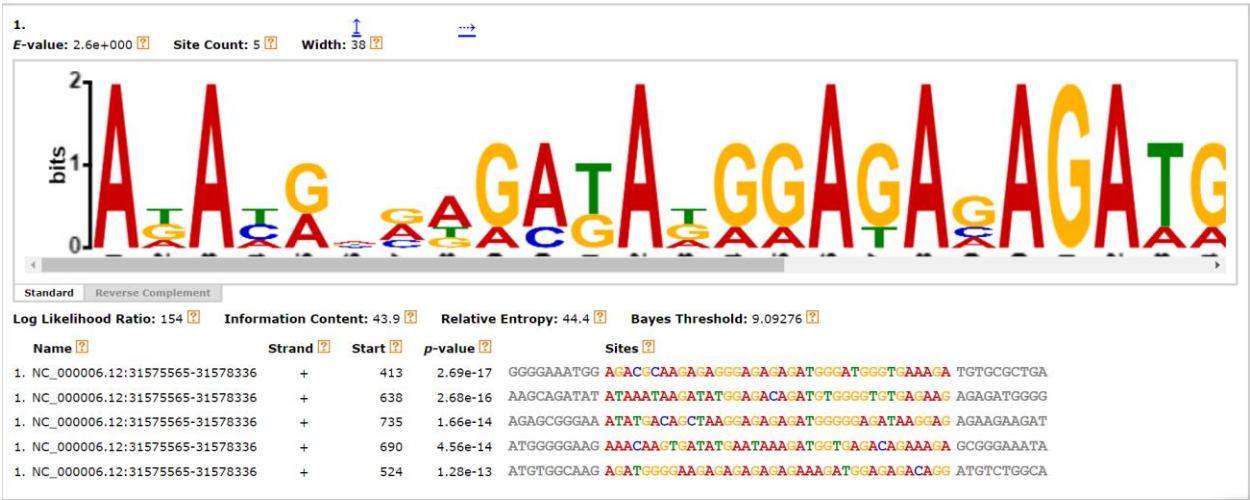 1.
E-value: 2.6e+000 ? Site Count: 5 ? Width: 38 ?
2
1
0
bits
Standard Reverse Complement
Log Likelihood Ratio: 154 ? Information Content: 43.9 ? Relative Entropy: 44.4 ? Bayes Threshold: 9.09276 ?
Name ? Strand ? Start ? p-value ? Sites ?
1. NC_000006.12:31575565-31578336 + 413 2.69e-17 GGGGAAATGG AGACGCAAGAGAGGGAGAGAGATGGGATGGGTGAAAGA TGTGCGCTGA
1. NC_000006.12:31575565-31578336 + 638 2.68e-16 AAGCAGATAT ATAAATAAGATATGGAGACAGATGTGGGGTGTGAGAAG AGAGATGGGG
1. NC_000006.12:31575565-31578336 + 735 1.66e-14 AGAGCGGGAA ATATGACAGCTAAGGAGAGAGATGGGGGAGATAAGGAG AGAAGAAGAT
1. NC_000006.12:31575565-31578336 + 690 4.56e-14 ATGGGGGAAG AAACAAGTGATATGAATAAAGATGGTGAGACAGAAAGA GCGGGAAATA
1. NC_000006.12:31575565-31578336 + 524 1.28e-13 ATGTGGCAAG AGATGGGGAAGAGAGAGAGAGAAAGATGGAGAGACAGG ATGTCTGGCA